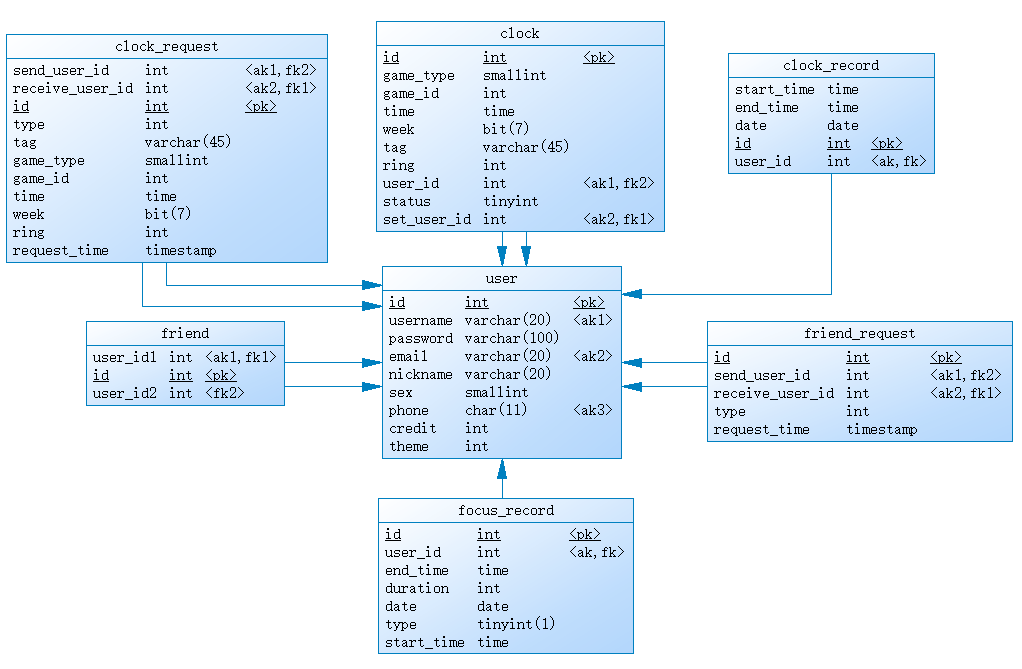 clock_request
send_user_id int <ak1,fk2>
receive_user_id int <ak2,fk1>
id int <pk>
type int
tag varchar(45)
game_type smallint
game_id int
time time
week bit(7)
ring int
request_time timestamp
clock
id int <pk>
game_type smallint
game_id int
time time
week bit(7)
tag varchar(45)
ring int
user_id int <ak1,fk2>
status tinyint
set_user_id int <ak2,fk1>
clock_record
start_time time
end_time time
date date
id int <pk>
user_id int <ak,fk>
user
id int <pk>
username varchar(20) <ak1>
password varchar(100)
email varchar(20) <ak2>
nickname varchar(20)
sex smallint
phone char(11) <ak3>
credit int
theme int
friend
user_id1 int <ak1,fk1>
id int <pk>
user_id2 int <fk2>
friend_request
id int <pk>
send_user_id int <ak1,fk2>
receive_user_id int <ak2,fk1>
type int
request_time timestamp
focus_record
id int <pk>
user_id int <ak,fk>
end_time time
duration int
date date
type tinyint(1)
start_time time